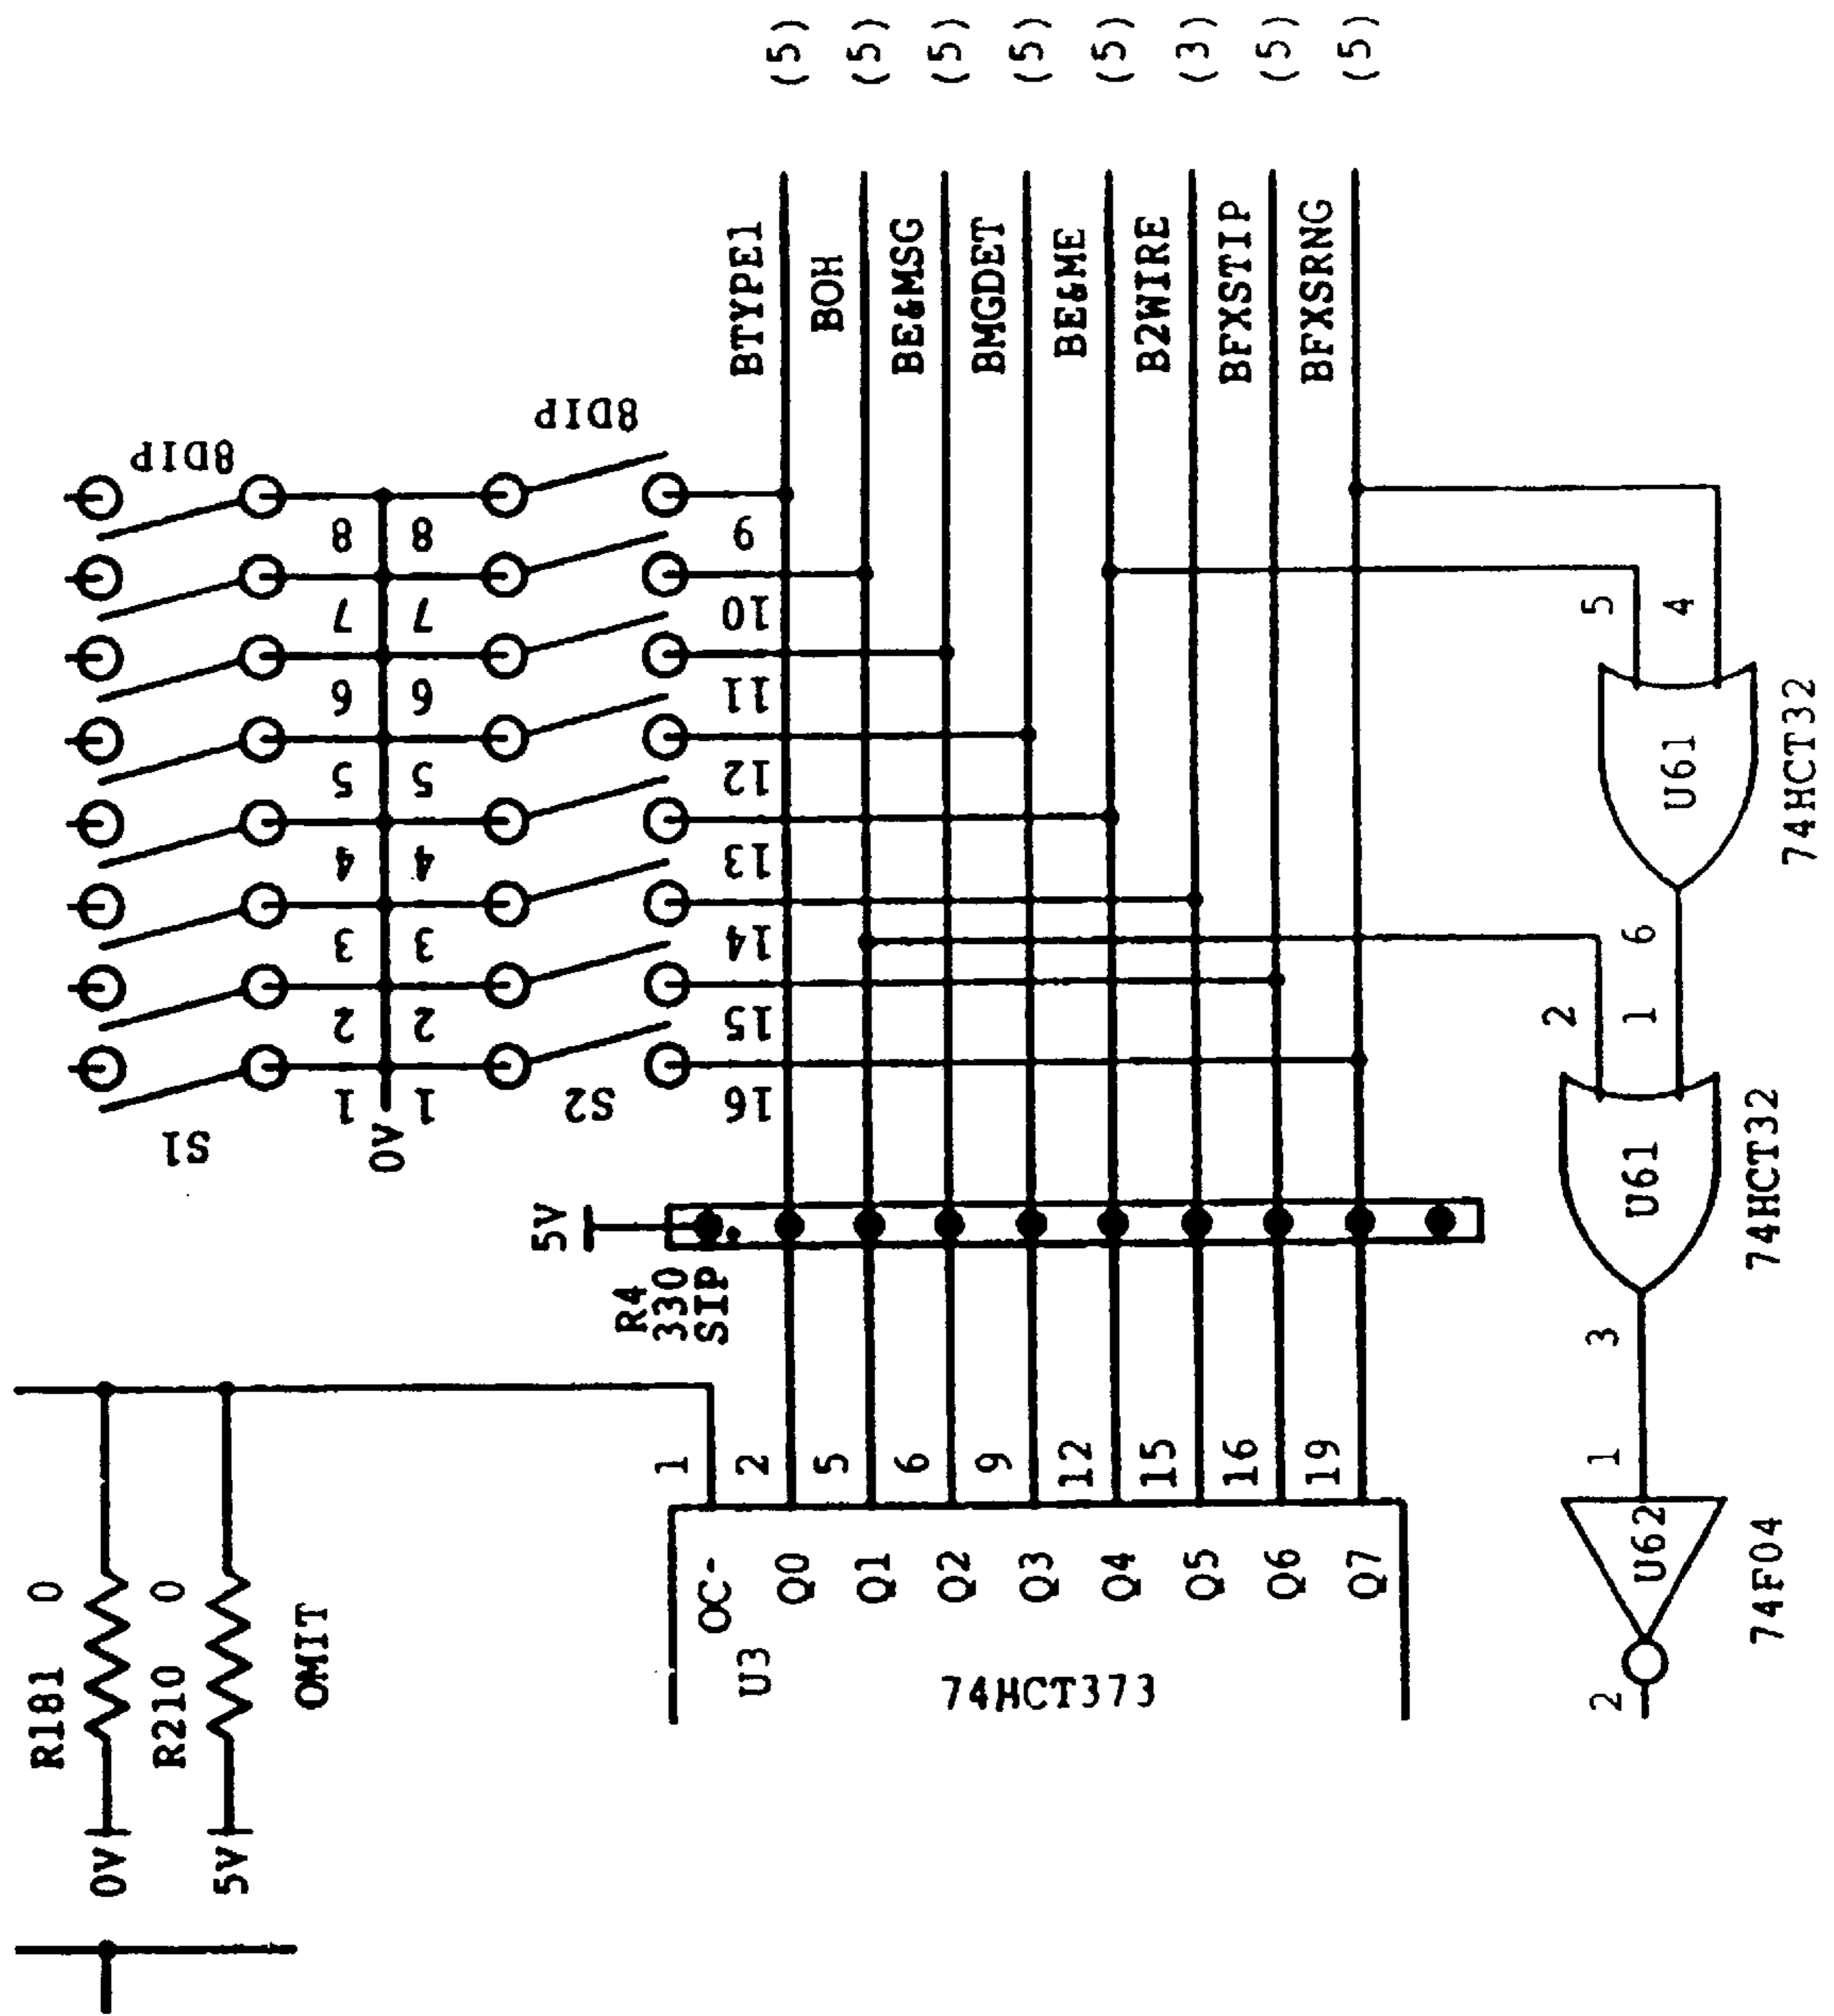 R181 0
0V
R210 0
5V
OMIT
S1
8DIP
1 2 3 4 5 6 7 8
0V
1 2 3 4 5 6 7 8
S2
8DIP
5V
R4
330
SIP
16 15 14 13 12 11 10 9
OC-
U3
74HCT373
1
Q0 2 BTYPE1 (5)
Q1 5 BOH (5)
Q2 6 BE&MSG (5)
Q3 9 BMGDET (5)
Q4 12 BE&ME (5)
Q5 15 B2WIRE (3)
Q6 16 BFXSTIP (5)
Q7 19 BFXSRNG (5)
2 U62 1
74F04
3 U61 2
1
74HCT32
6 U61 5
4
74HCT32